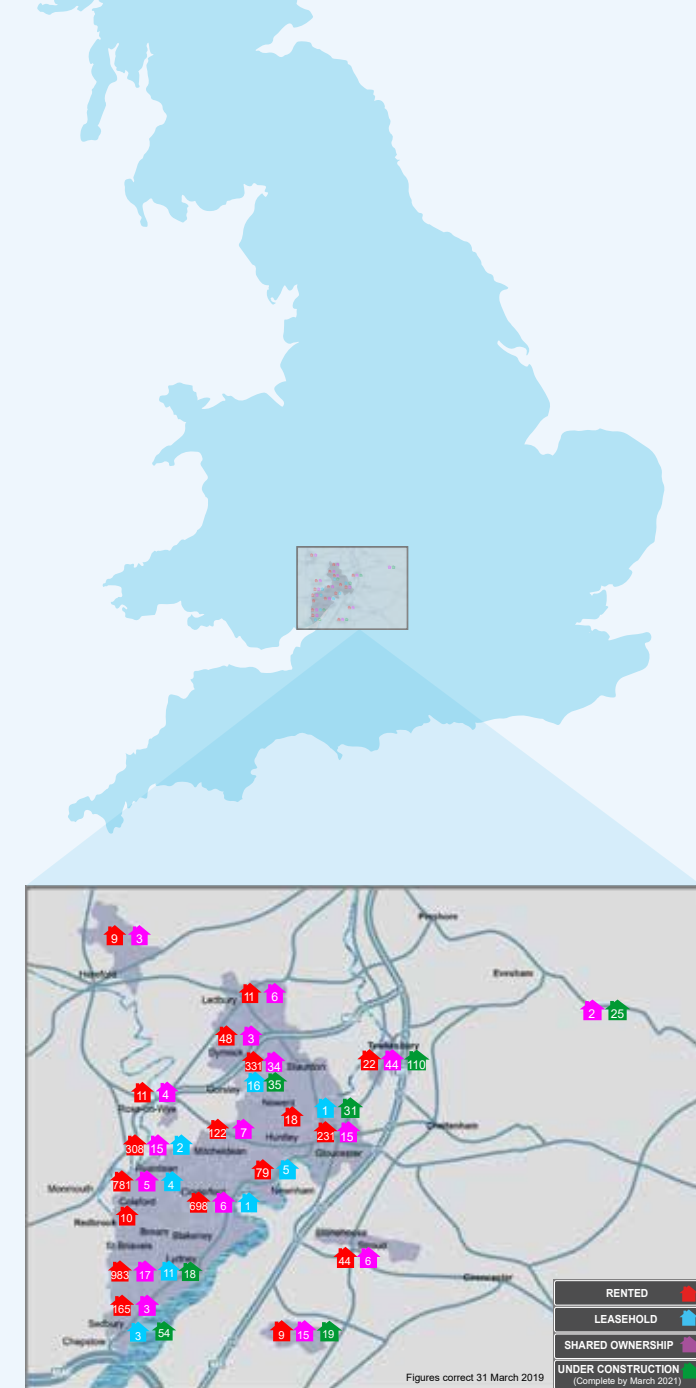 Pershore
9 3
Hereford
Evesham
Ledbury 11 6
2 25
48 3
Dymock
Tewkesbury
331 34 Staunton
22 44 110
16 35
Gorsley
11 4
Newent
Ross-on-Wye
1 31
18
122 7
231 15
Cheltenham
Huntley
308 15 2
Mitcheldean
Gloucester
Ruardean
79 5
781 5 4
Monmouth
Cinderford
Newnham
Coleford
698 6 1
10
Redbrook
Bream Blakeney
Stonehouse
St Briavels
Stroud
Lydney
44 6
983 17 11 18
Cirencester
165 3
Sedbury
3 54
9 15 19
Chepstow
RENTED
LEASEHOLD
SHARED OWNERSHIP
UNDER CONSTRUCTION
(Complete by March 2021)
Figures correct 31 March 2019